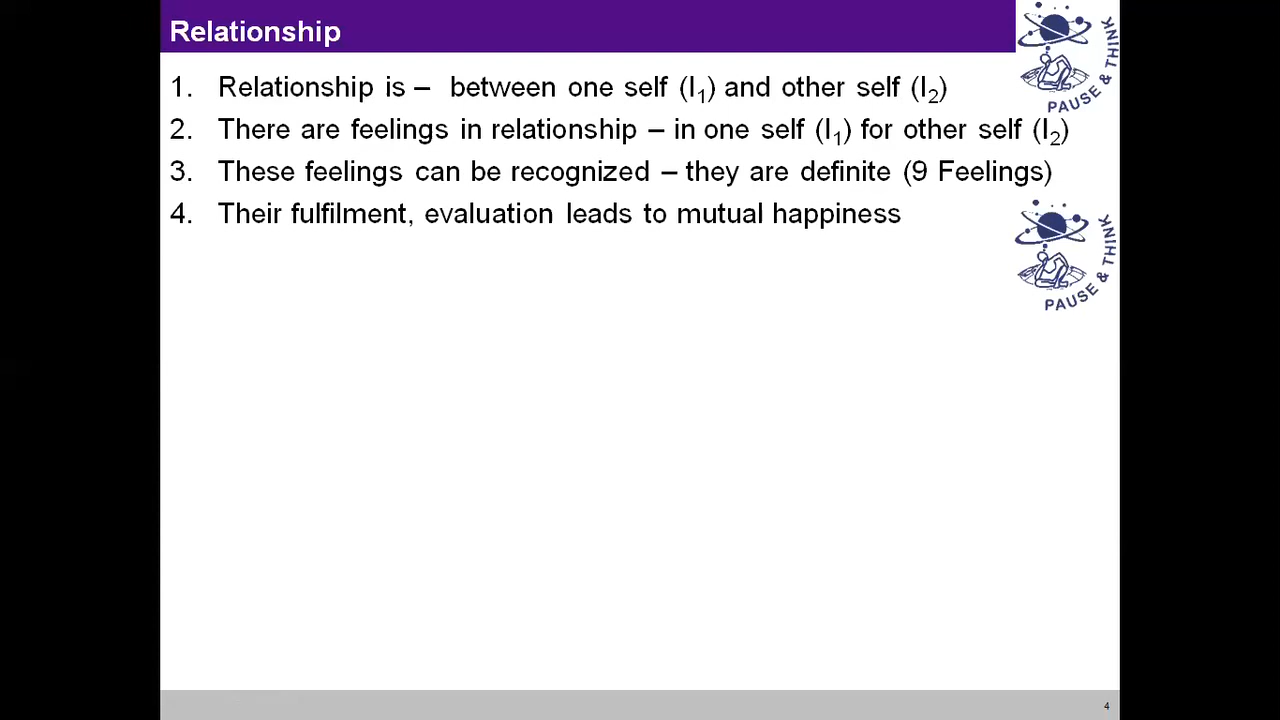 Relationship
1. Relationship is – between one self (I₁) and other self (I₂)
2. There are feelings in relationship – in one self (I₁) for other self (I₂)
3. These feelings can be recognized – they are definite (9 Feelings)
4. Their fulfilment, evaluation leads to mutual happiness
PAUSE & THINK
PAUSE & THINK
4